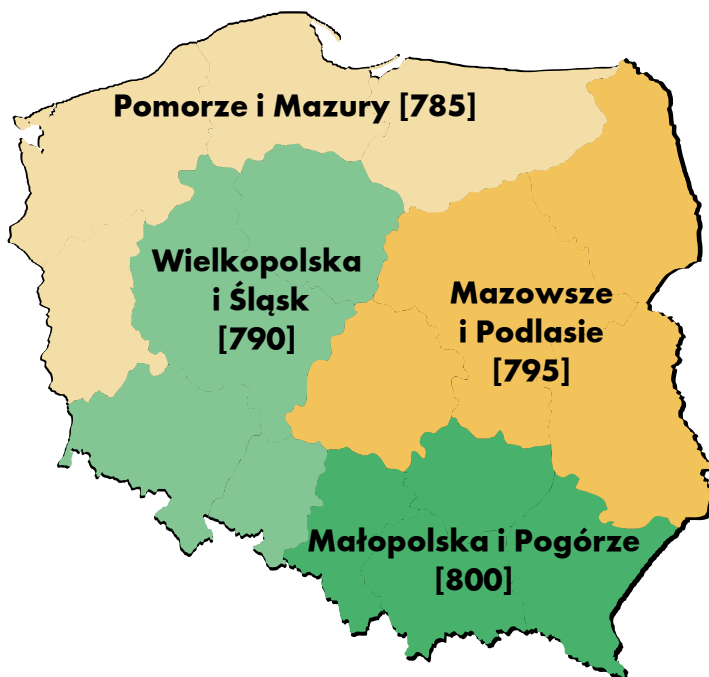 Pomorze i Mazury [785]
Wielkopolska
i Śląsk
[790]
Mazowsze
i Podlasie
[795]
Małopolska i Pogórze
[800]